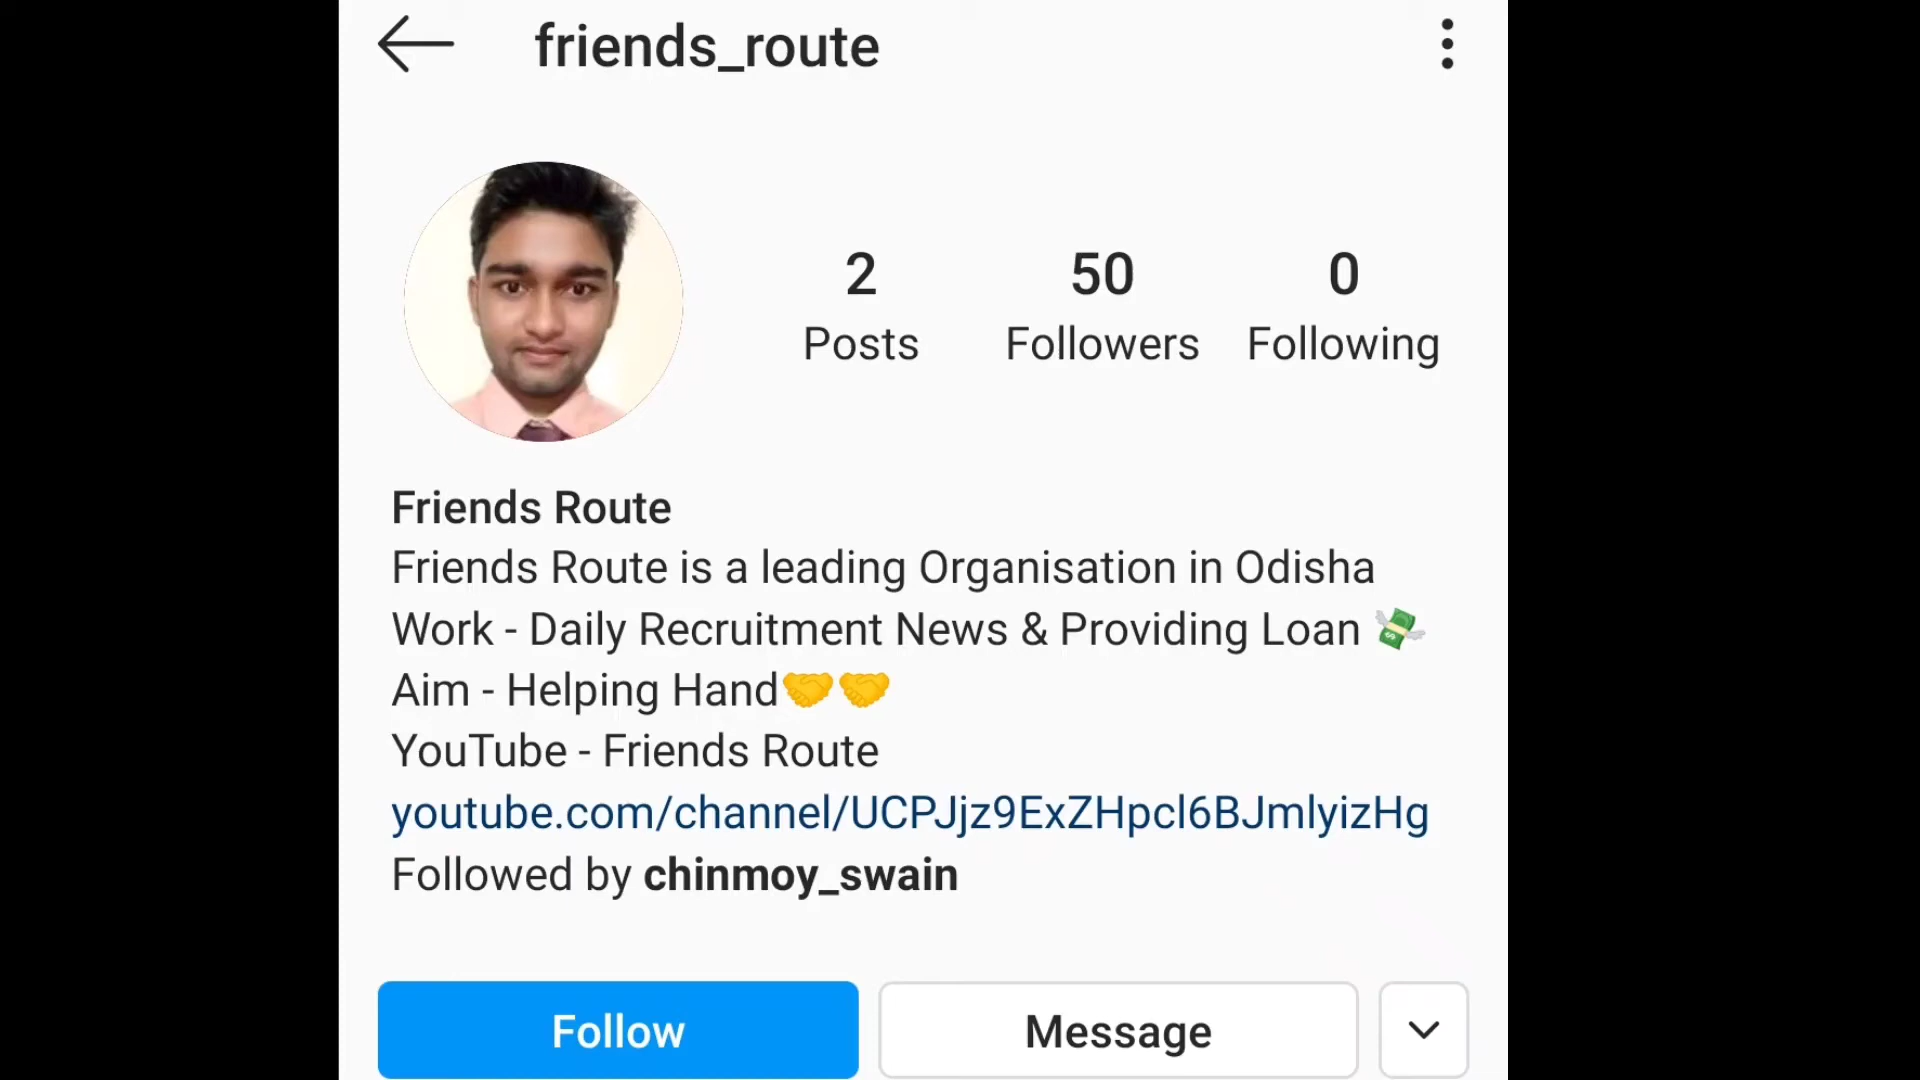 friends_route
2 50 0
Posts Followers Following
Friends Route
Friends Route is a leading Organisation in Odisha
Work - Daily Recruitment News & Providing Loan 💸
Aim - Helping Hand🤝🤝
YouTube - Friends Route
youtube.com/channel/UCPJjz9ExZHpcl6BJmlyizHg
Followed by chinmoy_swain
Follow Message